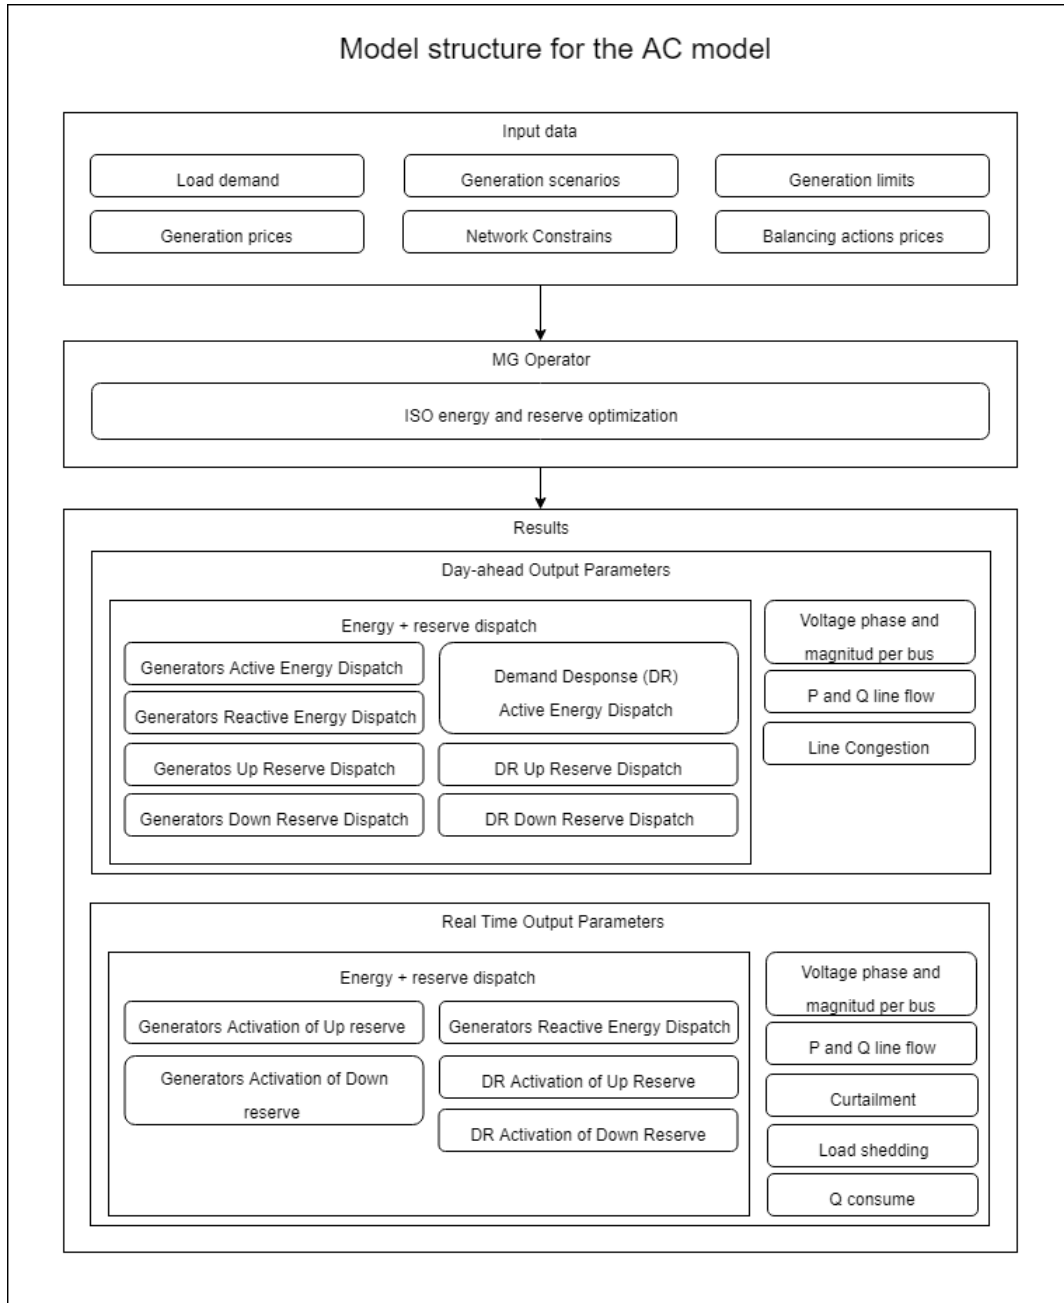 Model structure for the AC model
Input data
Load demand
Generation scenarios
Generation limits
Generation prices
Network Constrains
Balancing actions prices
MG Operator
ISO energy and reserve optimization
Results
Day-ahead Output Parameters
Energy + reserve dispatch
Generators Active Energy Dispatch
Generators Reactive Energy Dispatch
Generatos Up Reserve Dispatch
Generators Down Reserve Dispatch
Demand Desponse (DR)
Active Energy Dispatch
DR Up Reserve Dispatch
DR Down Reserve Dispatch
Voltage phase and
magnitud per bus
P and Q line flow
Line Congestion
Real Time Output Parameters
Energy + reserve dispatch
Generators Activation of Up reserve
Generators Activation of Down
reserve
Generators Reactive Energy Dispatch
DR Activation of Up Reserve
DR Activation of Down Reserve
Voltage phase and
magnitud per bus
P and Q line flow
Curtailment
Load shedding
Q consume